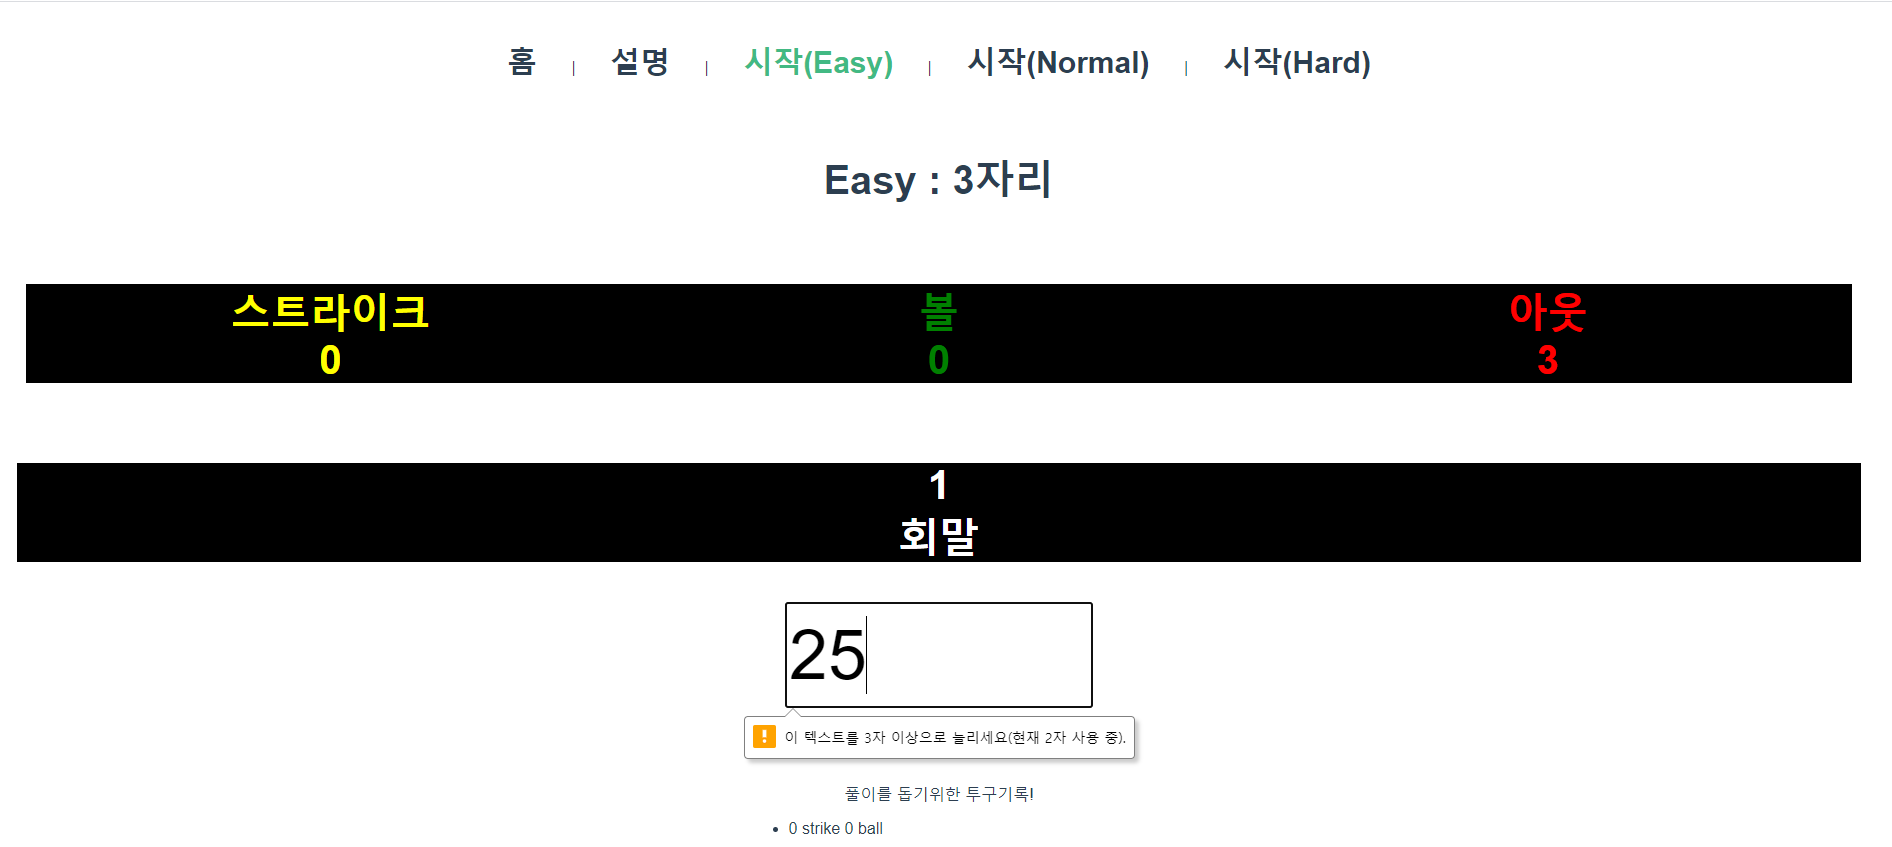 홈 | 설명 | 시작(Easy) | 시작(Normal) | 시작(Hard)
Easy : 3자리
스트라이크 볼 아웃
0 0 3
1
회말
25
이 텍스트를 3자 이상으로 늘리세요(현재 2자 사용 중).
풀이를 돕기위한 투구기록!
• 0 strike 0 ball